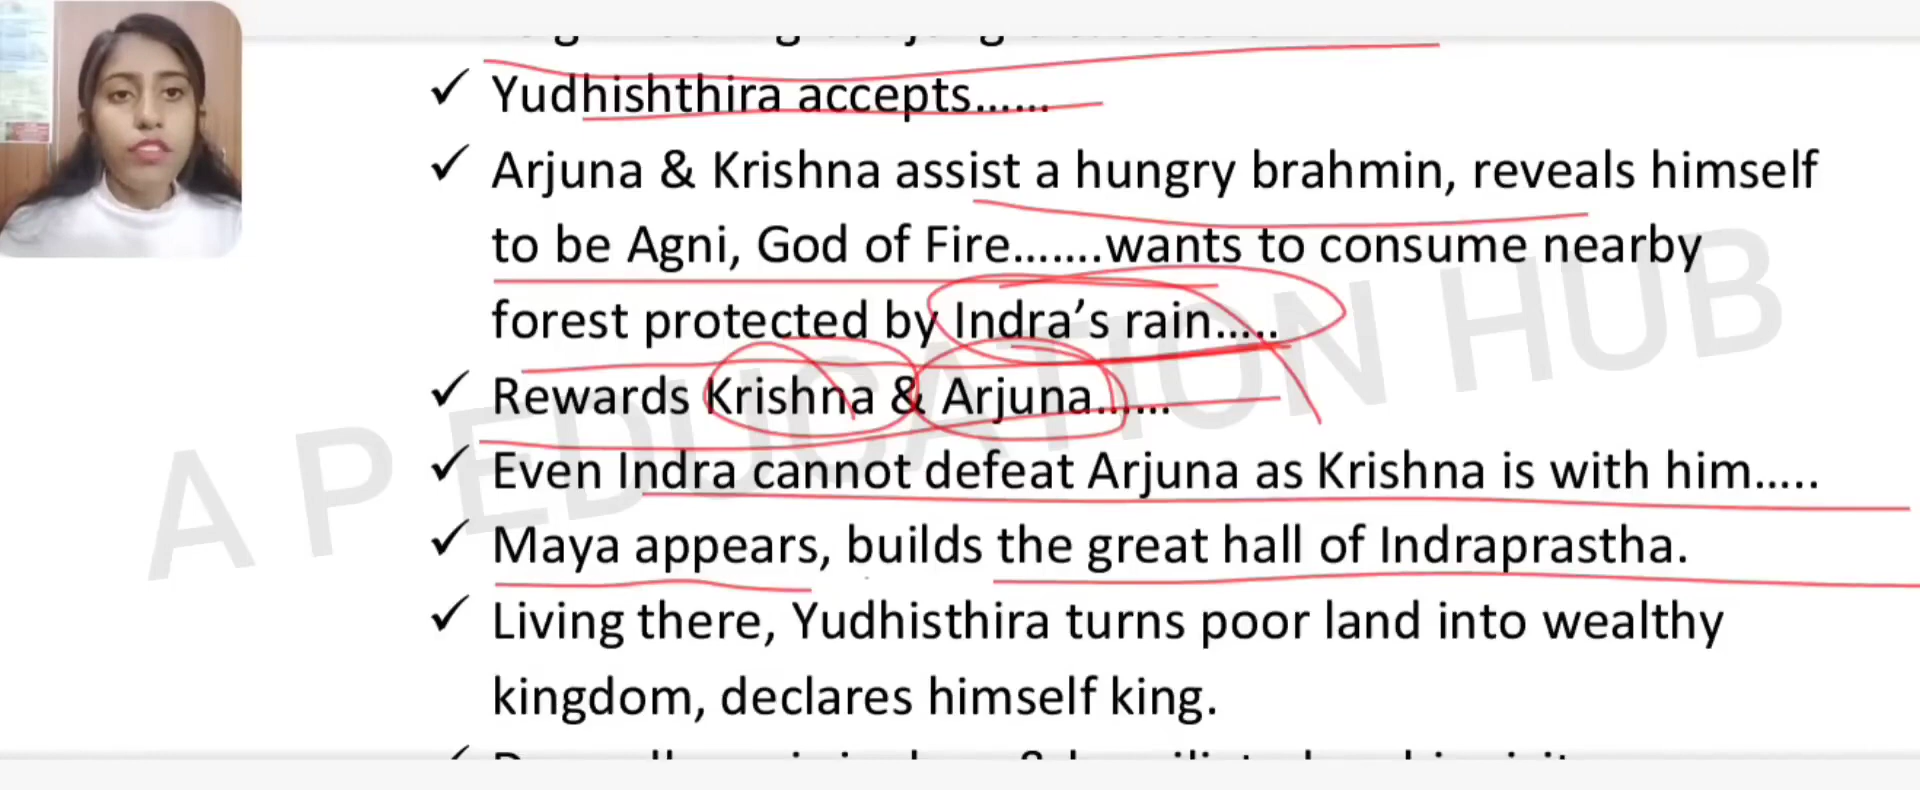 ✓ Yudhishthira accepts......
✓ Arjuna & Krishna assist a hungry brahmin, reveals himself
to be Agni, God of Fire.......wants to consume nearby
forest protected by Indra’s rain.....
✓ Rewards Krishna & Arjuna......
✓ Even Indra cannot defeat Arjuna as Krishna is with him.....
✓ Maya appears, builds the great hall of Indraprastha.
✓ Living there, Yudhisthira turns poor land into wealthy
kingdom, declares himself king.
A P EDUCATION HUB